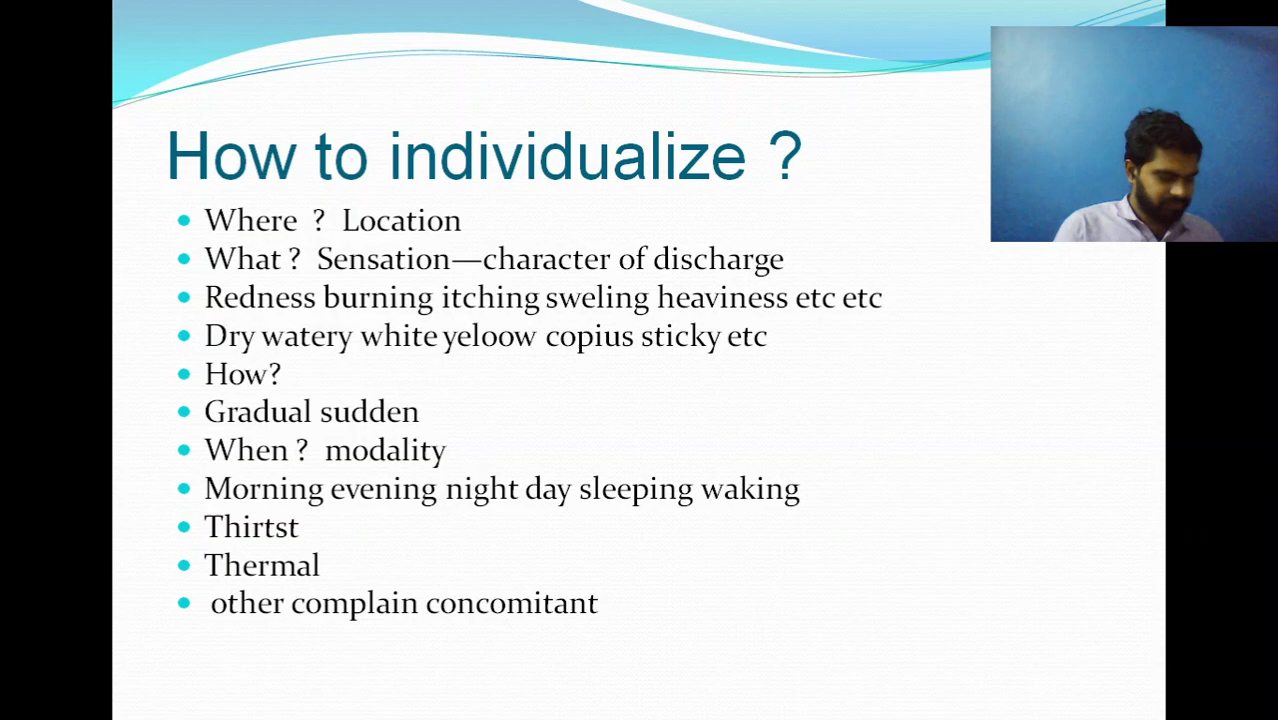 How to individualize ?
Where ? Location
What ? Sensation—character of discharge
Redness burning itching sweling heaviness etc etc
Dry watery white yeloow copius sticky etc
How?
Gradual sudden
When ? modality
Morning evening night day sleeping waking
Thirtst
Thermal
other complain concomitant